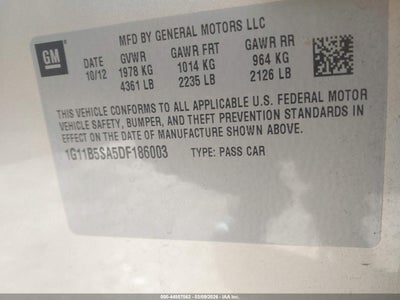 GM
MFD BY GENERAL MOTORS LLC
DATE GVWR GAWR FRT GAWR RR
10/12 1978 KG 1014 KG 964 KG
4361 LB 2235 LB 2126 LB
THIS VEHICLE CONFORMS TO ALL APPLICABLE U.S. FEDERAL MOTOR
VEHICLE SAFETY, BUMPER, AND THEFT PREVENTION STANDARDS IN
EFFECT ON THE DATE OF MANUFACTURE SHOWN ABOVE.
1G11B5SA5DF186003 TYPE: PASS CAR